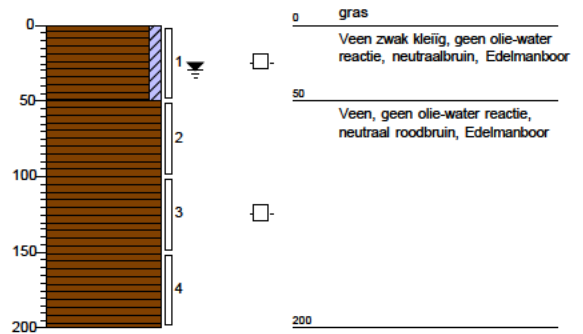 0
50
100
150
200
1
2
3
4
0 gras
Veen zwak kleiïg, geen olie-water
reactie, neutraalbruin, Edelmanboor
50
Veen, geen olie-water reactie,
neutraal roodbruin, Edelmanboor
200